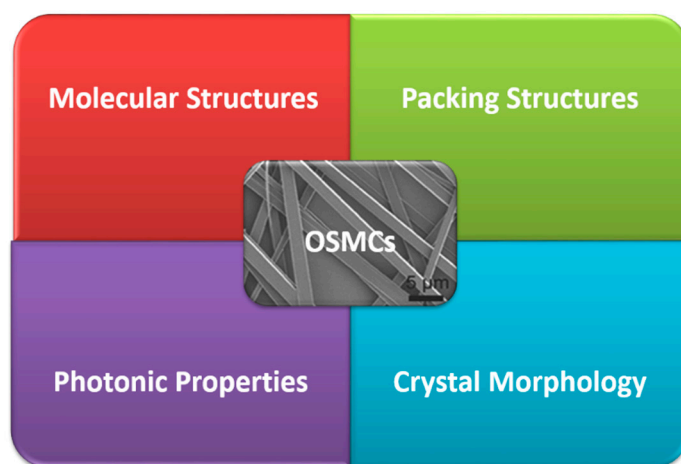 Molecular Structures
Packing Structures
OSMCs
5 μm
Photonic Properties
Crystal Morphology